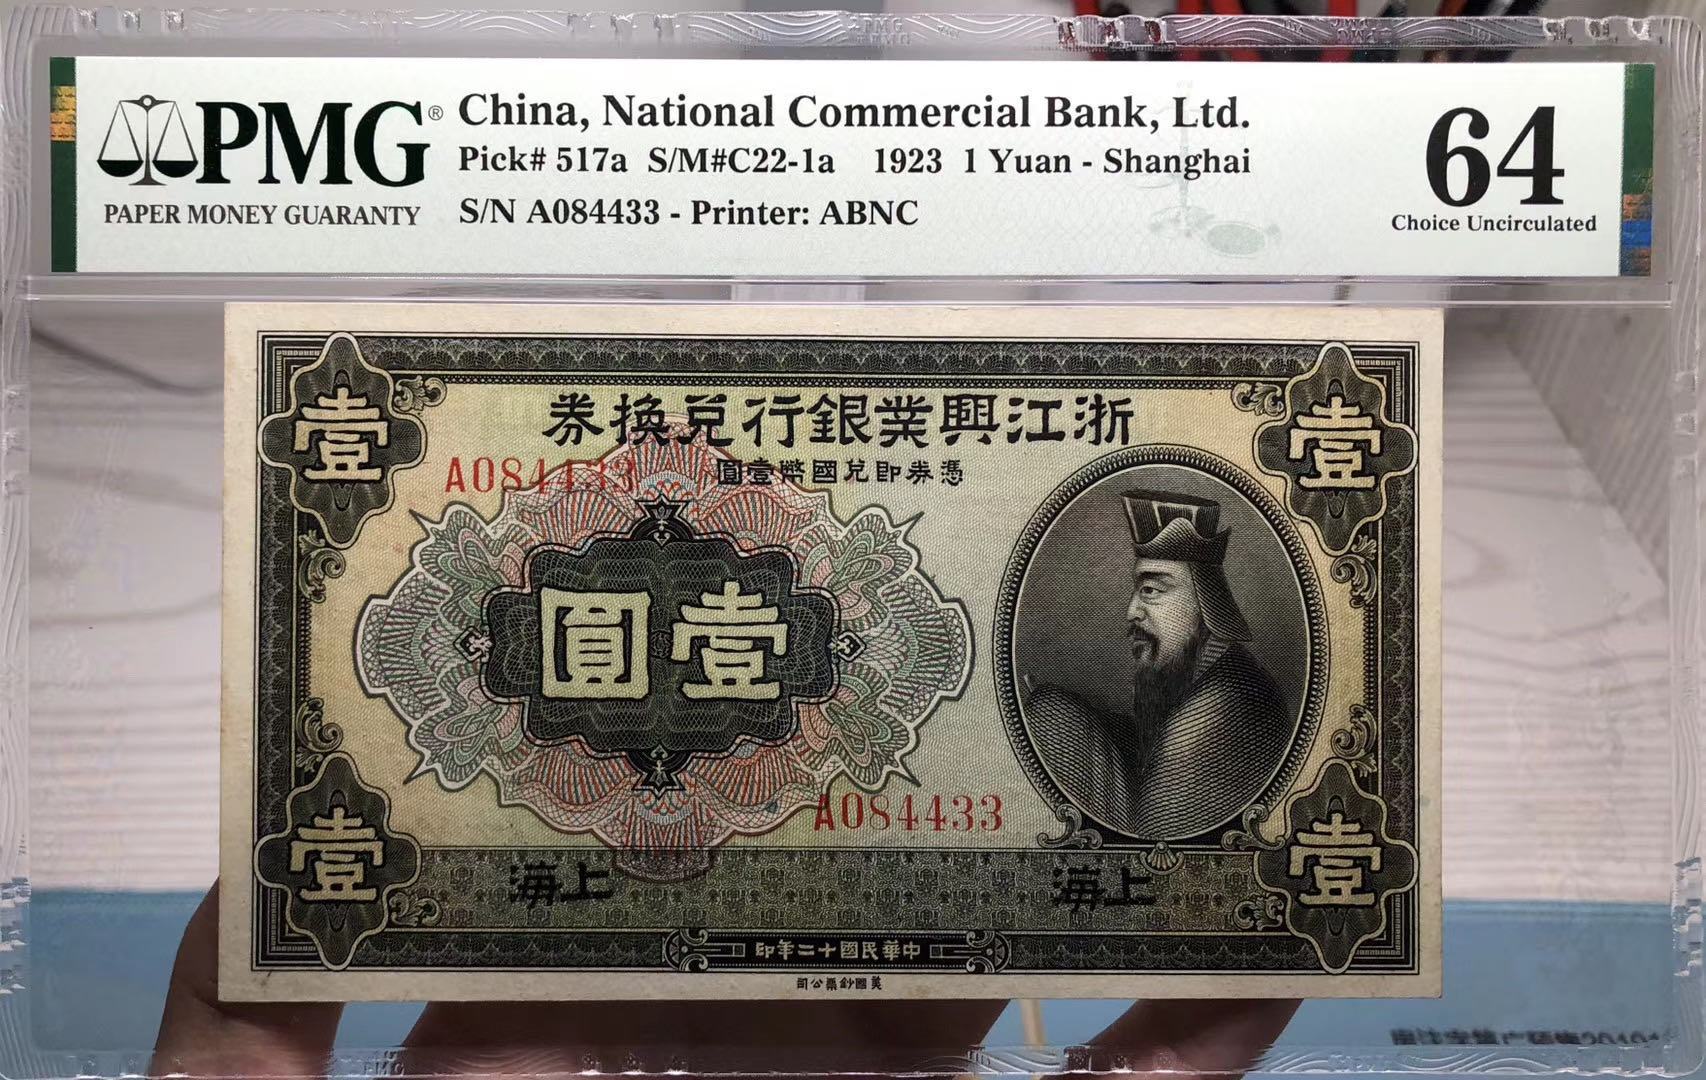 PMG®
PAPER MONEY GUARANTY
China, National Commercial Bank, Ltd.
Pick# 517a S/M#C22-1a 1923 1 Yuan - Shanghai
S/N A084433 - Printer: ABNC
64
Choice Uncirculated
壹
壹
浙江興業銀行兌換券
憑券即兌國幣壹圓
A084433
壹圓
A084433
壹
壹
上海
上海
中華民國十二年印
美國鈔票公司
PMG